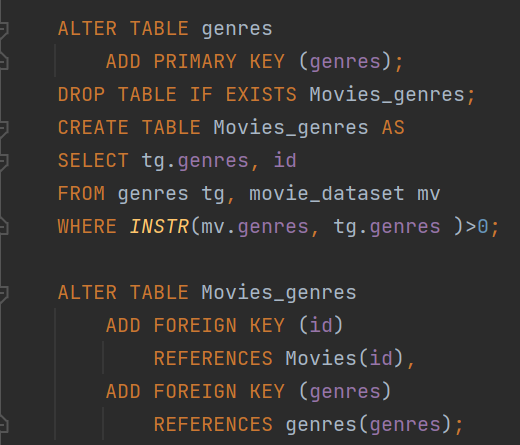 ALTER TABLE genres
ADD PRIMARY KEY (genres);
DROP TABLE IF EXISTS Movies_genres;
CREATE TABLE Movies_genres AS
SELECT tg.genres, id
FROM genres tg, movie_dataset mv
WHERE INSTR(mv.genres, tg.genres )>0;
ALTER TABLE Movies_genres
ADD FOREIGN KEY (id)
REFERENCES Movies(id),
ADD FOREIGN KEY (genres)
REFERENCES genres(genres);